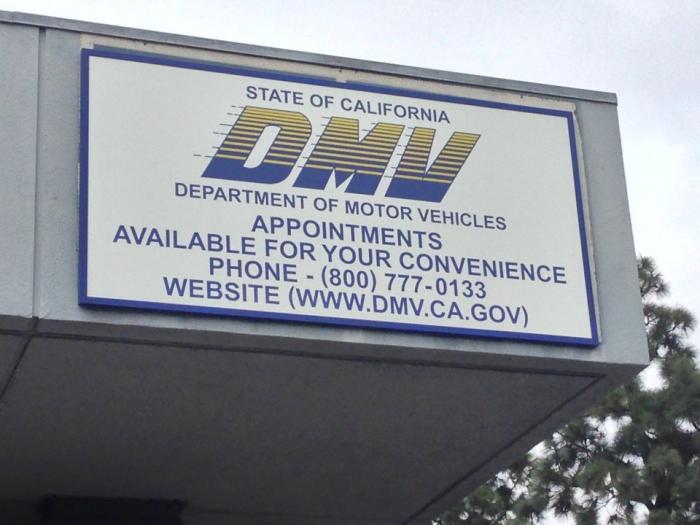 STATE OF CALIFORNIA
DMV
DEPARTMENT OF MOTOR VEHICLES
APPOINTMENTS
AVAILABLE FOR YOUR CONVENIENCE
PHONE - (800) 777-0133
WEBSITE (WWW.DMV.CA.GOV)